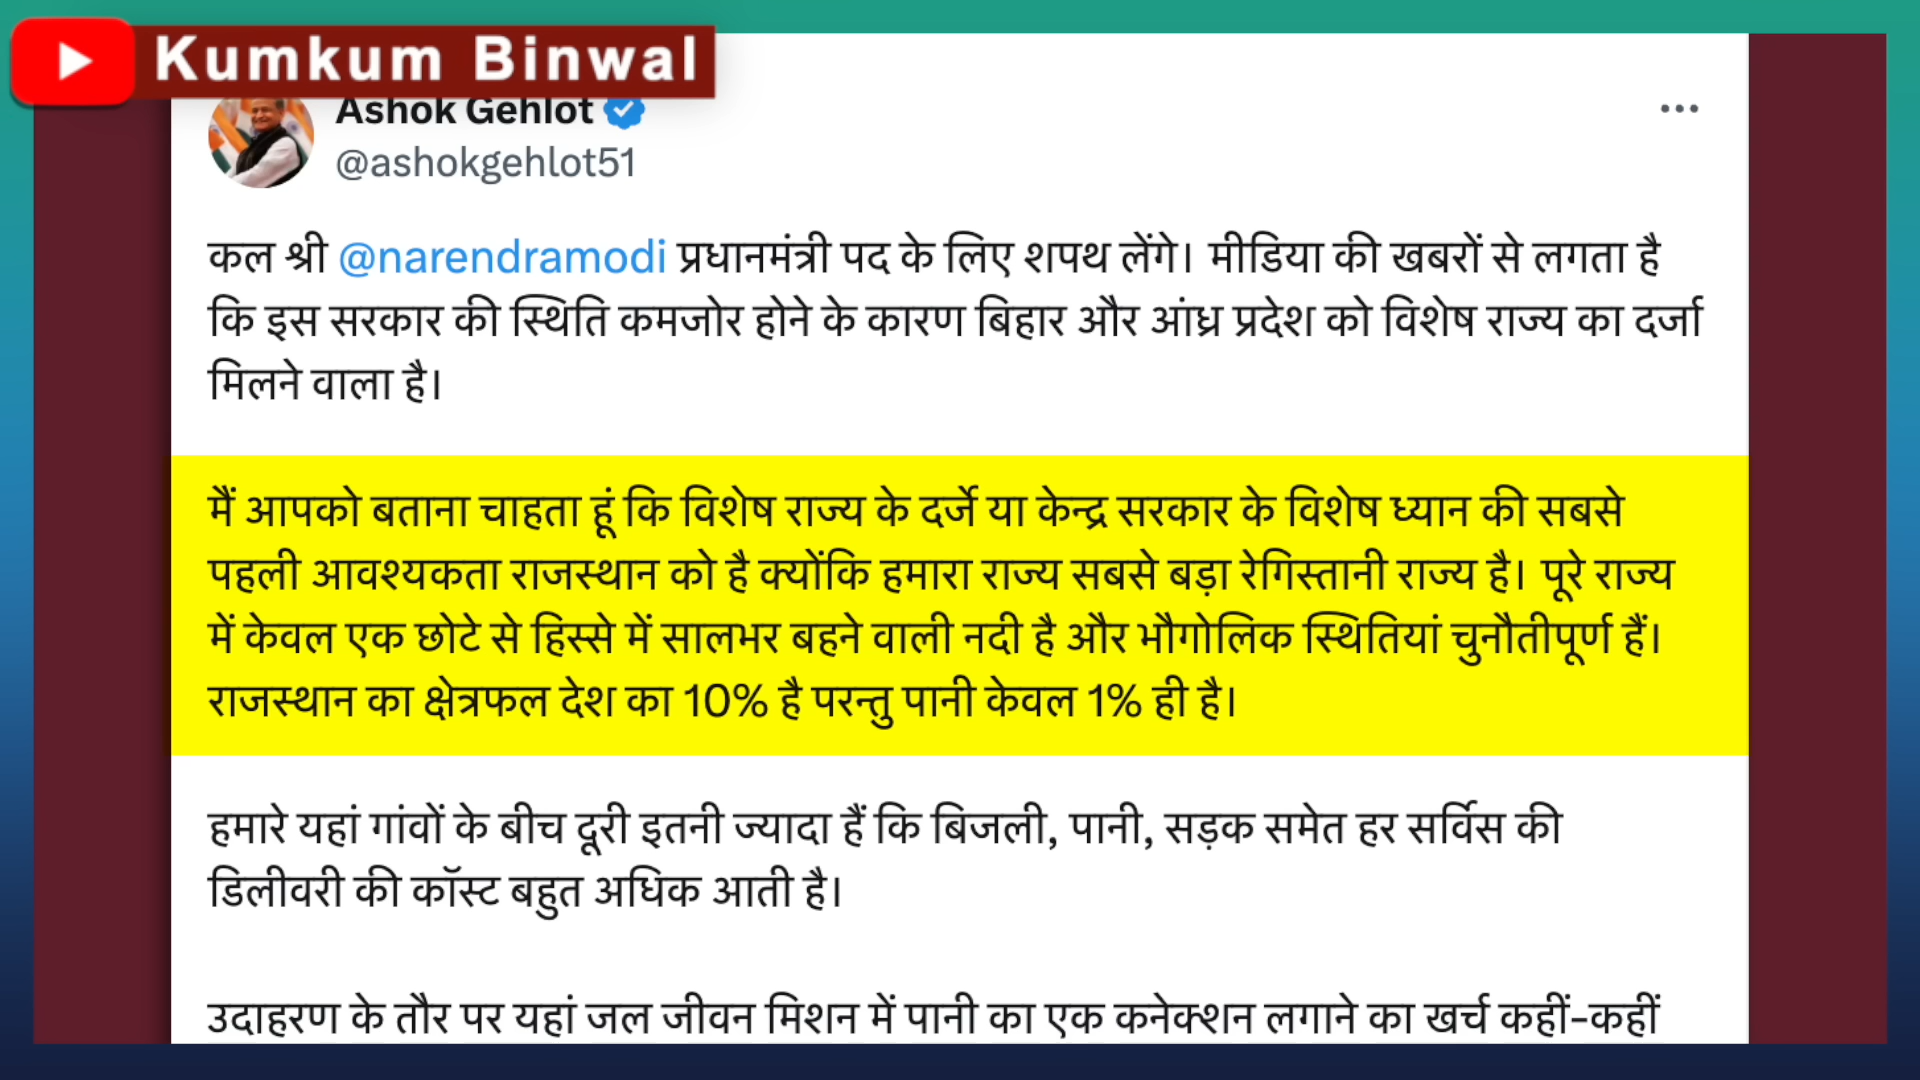 Kumkum Binwal
Ashok Gehlot
@ashokgehlot51
कल श्री @narendramodi प्रधानमंत्री पद के लिए शपथ लेंगे। मीडिया की खबरों से लगता है
कि इस सरकार की स्थिति कमजोर होने के कारण बिहार और आंध्र प्रदेश को विशेष राज्य का दर्जा
मिलने वाला है।
मैं आपको बताना चाहता हूं कि विशेष राज्य के दर्जे या केन्द्र सरकार के विशेष ध्यान की सबसे
पहली आवश्यकता राजस्थान को है क्योंकि हमारा राज्य सबसे बड़ा रेगिस्तानी राज्य है। पूरे राज्य
में केवल एक छोटे से हिस्से में सालभर बहने वाली नदी है और भौगोलिक स्थितियां चुनौतीपूर्ण हैं।
राजस्थान का क्षेत्रफल देश का 10% है परन्तु पानी केवल 1% ही है।
हमारे यहां गांवों के बीच दूरी इतनी ज्यादा हैं कि बिजली, पानी, सड़क समेत हर सर्विस की
डिलीवरी की कॉस्ट बहुत अधिक आती है।
उदाहरण के तौर पर यहां जल जीवन मिशन में पानी का एक कनेक्शन लगाने का खर्च कहीं-कहीं